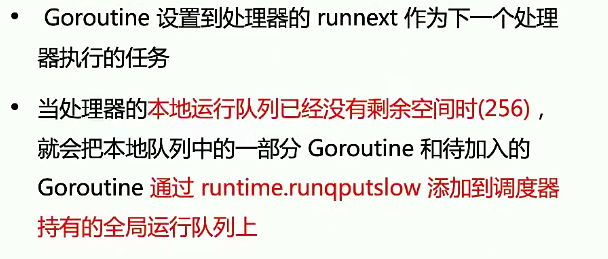 • Goroutine 设置到处理器的 runnext 作为下一个处理
器执行的任务
• 当处理器的本地运行队列已经没有剩余空间时(256)，
就会把本地队列中的一部分 Goroutine 和待加入的
Goroutine 通过 runtime.runqputslow 添加到调度器
持有的全局运行队列上